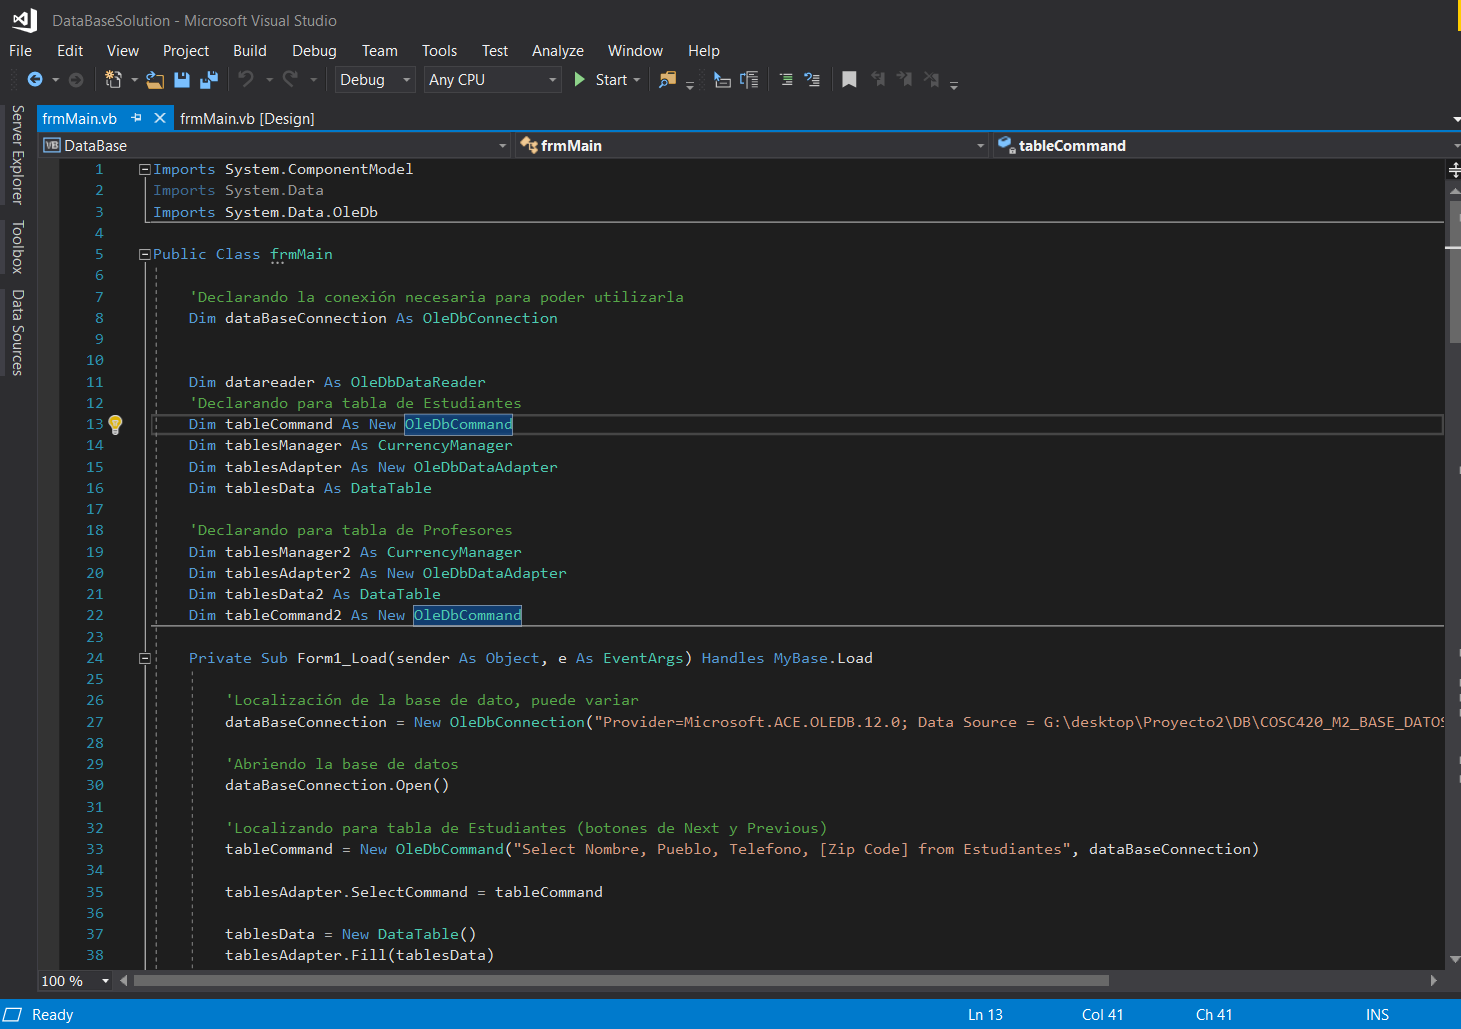 DataBaseSolution - Microsoft Visual Studio
File Edit View Project Build Debug Team Tools Test Analyze Window Help
Debug Any CPU Start
Server Explorer
Toolbox
Data Sources
frmMain.vb frmMain.vb [Design]
VB DataBase frmMain tableCommand
1 Imports System.ComponentModel
2 Imports System.Data
3 Imports System.Data.OleDb
4
5 Public Class frmMain
6
7 'Declarando la conexión necesaria para poder utilizarla
8 Dim dataBaseConnection As OleDbConnection
9
10
11 Dim datareader As OleDbDataReader
12 'Declarando para tabla de Estudiantes
13 Dim tableCommand As New OleDbCommand
14 Dim tablesManager As CurrencyManager
15 Dim tablesAdapter As New OleDbDataAdapter
16 Dim tablesData As DataTable
17
18 'Declarando para tabla de Profesores
19 Dim tablesManager2 As CurrencyManager
20 Dim tablesAdapter2 As New OleDbDataAdapter
21 Dim tablesData2 As DataTable
22 Dim tableCommand2 As New OleDbCommand
23
24 Private Sub Form1_Load(sender As Object, e As EventArgs) Handles MyBase.Load
25
26 'Localización de la base de dato, puede variar
27 dataBaseConnection = New OleDbConnection("Provider=Microsoft.ACE.OLEDB.12.0; Data Source = G:\desktop\Proyecto2\DB\COSC420_M2_BASE_DATOS
28
29 'Abriendo la base de datos
30 dataBaseConnection.Open()
31
32 'Localizando para tabla de Estudiantes (botones de Next y Previous)
33 tableCommand = New OleDbCommand("Select Nombre, Pueblo, Telefono, [Zip Code] from Estudiantes", dataBaseConnection)
34
35 tablesAdapter.SelectCommand = tableCommand
36
37 tablesData = New DataTable()
38 tablesAdapter.Fill(tablesData)
100 %
Ready Ln 13 Col 41 Ch 41 INS